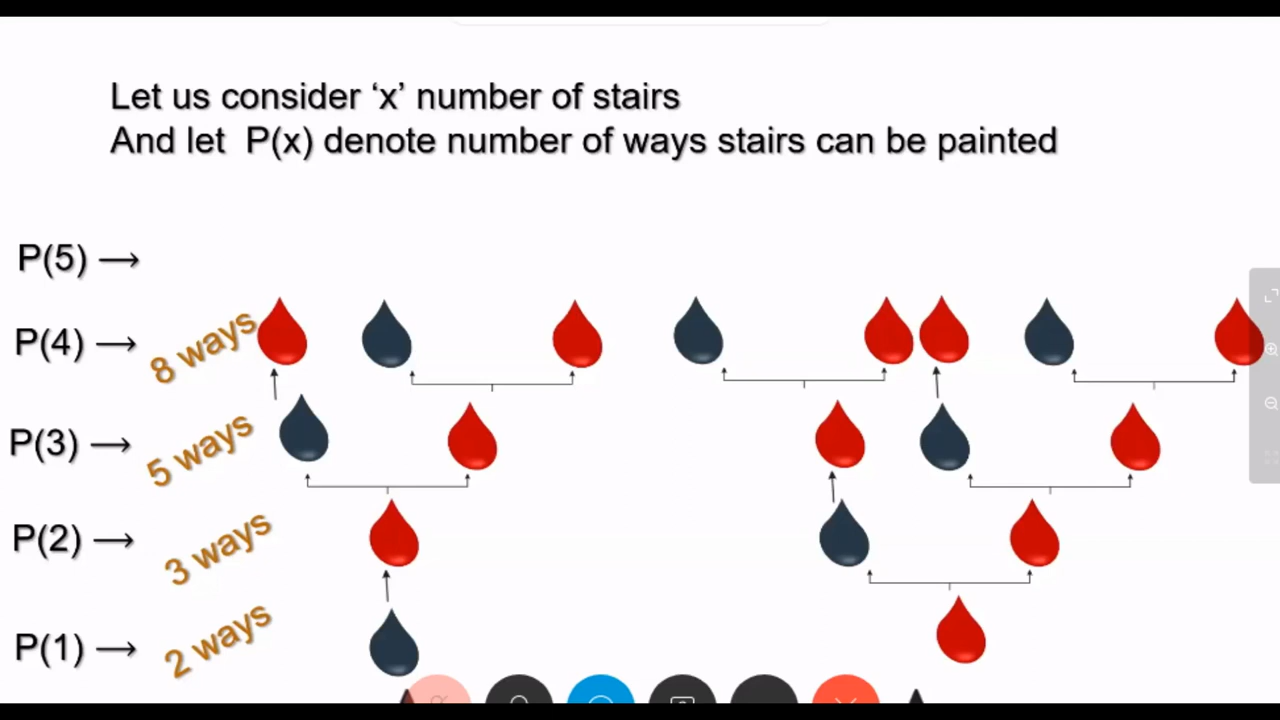 Let us consider ‘x’ number of stairs
And let P(x) denote number of ways stairs can be painted
P(5) →
P(4) → 8 ways
P(3) → 5 ways
P(2) → 3 ways
P(1) → 2 ways